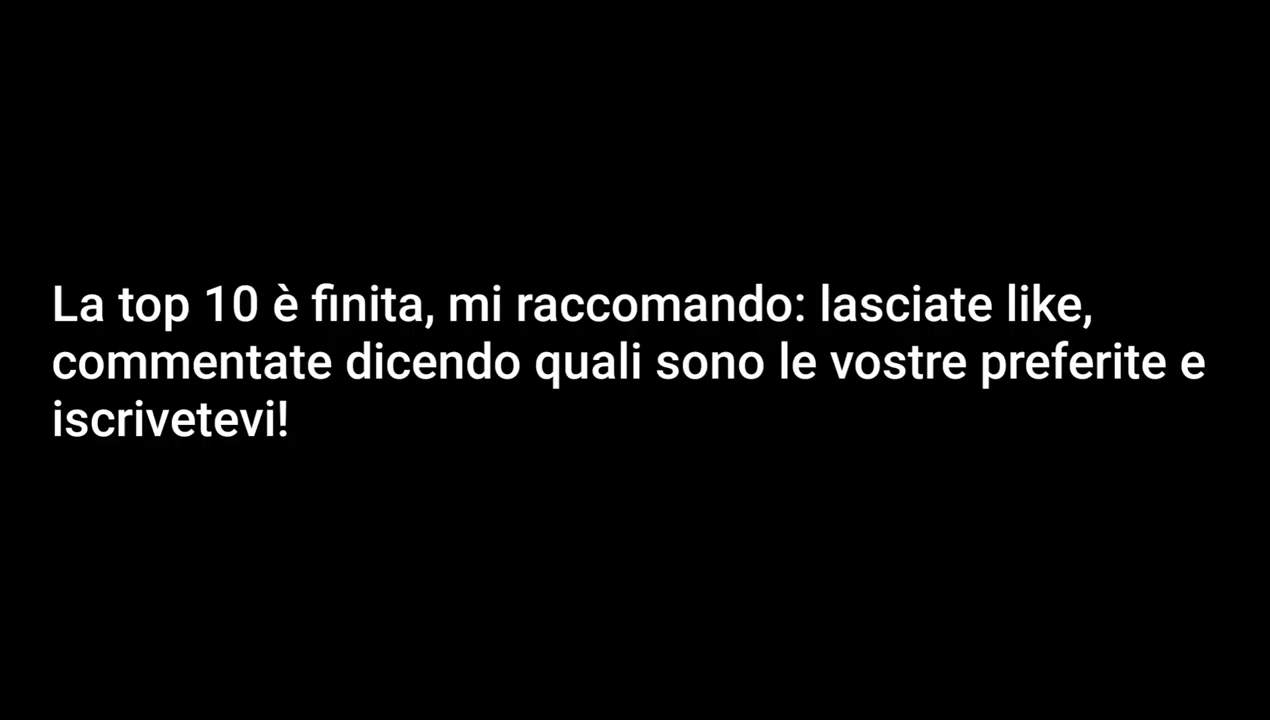 La top 10 è finita, mi raccomando: lasciate like,
commentate dicendo quali sono le vostre preferite e
iscrivetevi!